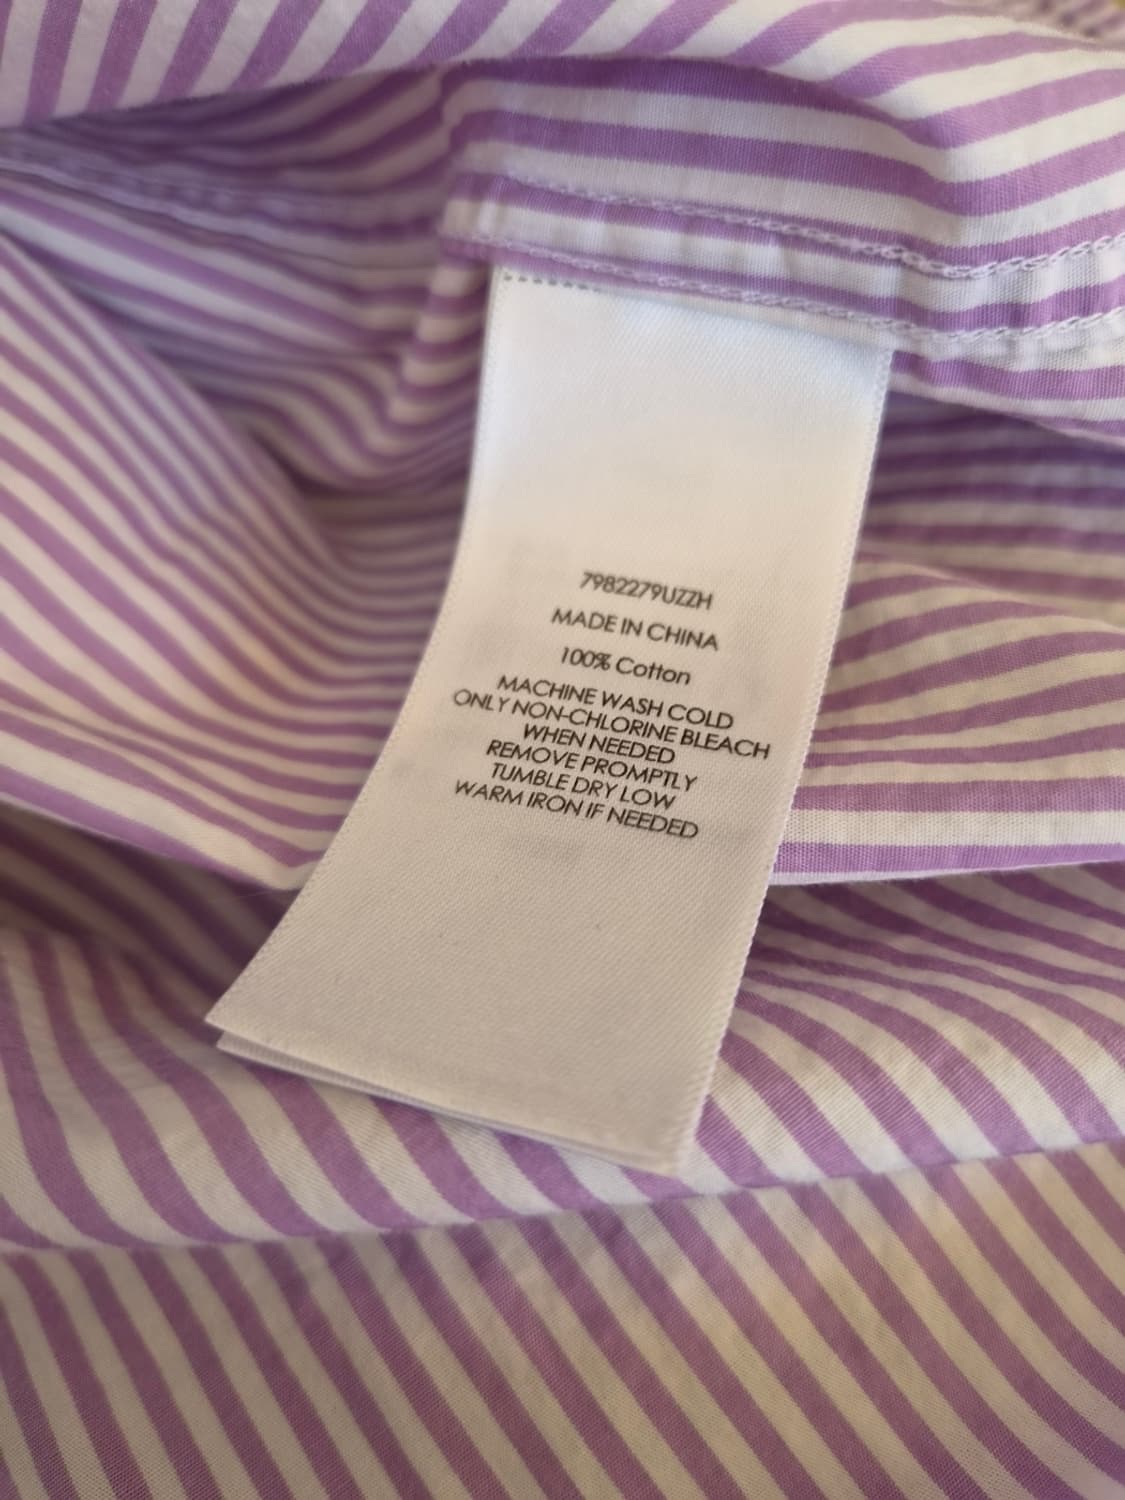 7982279UZZH
MADE IN CHINA
100% Cotton
MACHINE WASH COLD
ONLY NON-CHLORINE BLEACH
WHEN NEEDED
REMOVE PROMPTLY
TUMBLE DRY LOW
WARM IRON IF NEEDED